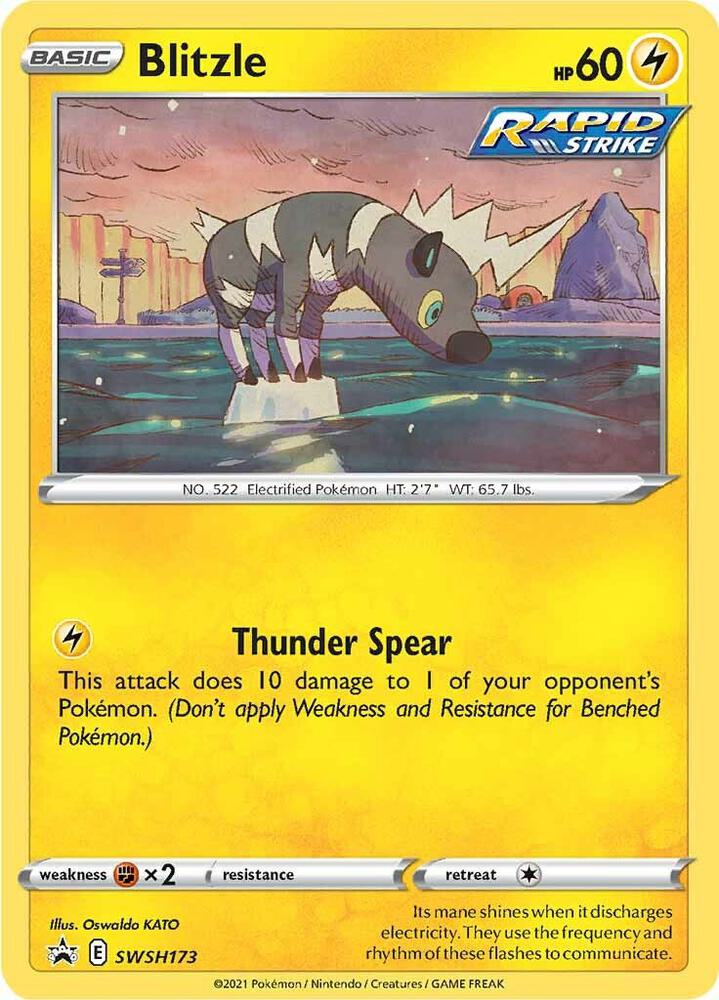 BASIC Blitzle HP60
RAPID
STRIKE
NO. 522 Electrified Pokémon HT: 2'7" WT: 65.7 lbs.
Thunder Spear
This attack does 10 damage to 1 of your opponent's
Pokémon. (Don't apply Weakness and Resistance for Benched
Pokémon.)
weakness ×2 resistance retreat
Illus. Oswaldo KATO
E SWSH173
Its mane shines when it discharges
electricity. They use the frequency and
rhythm of these flashes to communicate.
©2021 Pokémon / Nintendo / Creatures / GAME FREAK